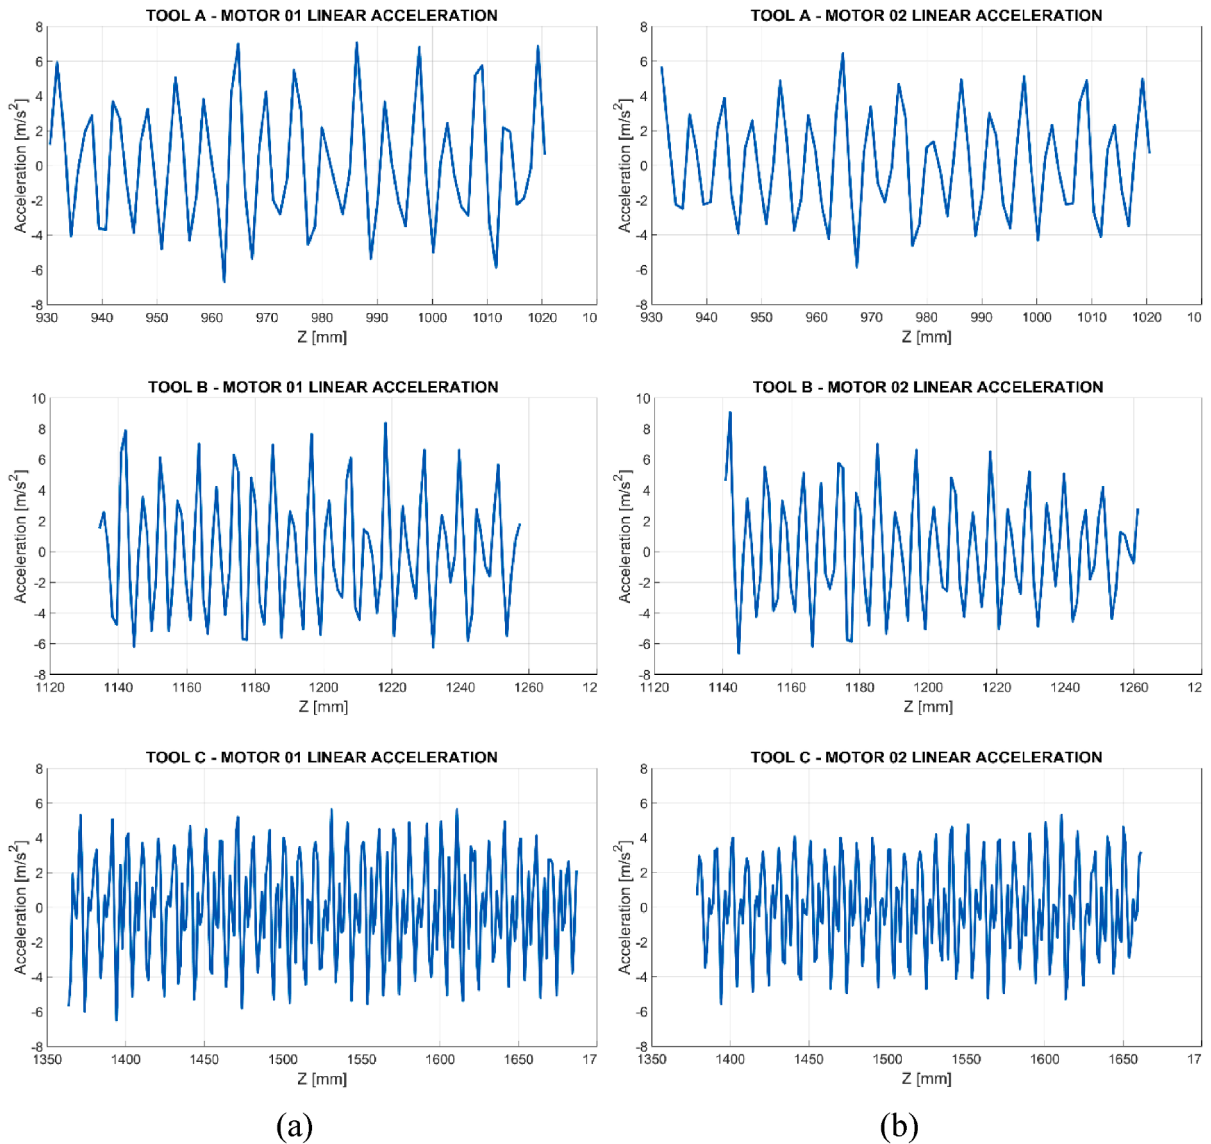 TOOL A - MOTOR 01 LINEAR ACCELERATION
8
6
4
2
0
-2
-4
-6
-8
Acceleration [m/s²]
930 940 950 960 970 980 990 1000 1010 1020 10
Z [mm]
TOOL A - MOTOR 02 LINEAR ACCELERATION
8
6
4
2
0
-2
-4
-6
-8
Acceleration [m/s²]
930 940 950 960 970 980 990 1000 1010 1020 10
Z [mm]
TOOL B - MOTOR 01 LINEAR ACCELERATION
10
8
6
4
2
0
-2
-4
-6
-8
Acceleration [m/s²]
1120 1140 1160 1180 1200 1220 1240 1260 12
Z [mm]
TOOL B - MOTOR 02 LINEAR ACCELERATION
10
8
6
4
2
0
-2
-4
-6
-8
Acceleration [m/s²]
1120 1140 1160 1180 1200 1220 1240 1260 12
Z [mm]
TOOL C - MOTOR 01 LINEAR ACCELERATION
8
6
4
2
0
-2
-4
-6
-8
Acceleration [m/s²]
1350 1400 1450 1500 1550 1600 1650 17
Z [mm]
TOOL C - MOTOR 02 LINEAR ACCELERATION
8
6
4
2
0
-2
-4
-6
-8
Acceleration [m/s²]
1350 1400 1450 1500 1550 1600 1650 17
Z [mm]
(a)
(b)